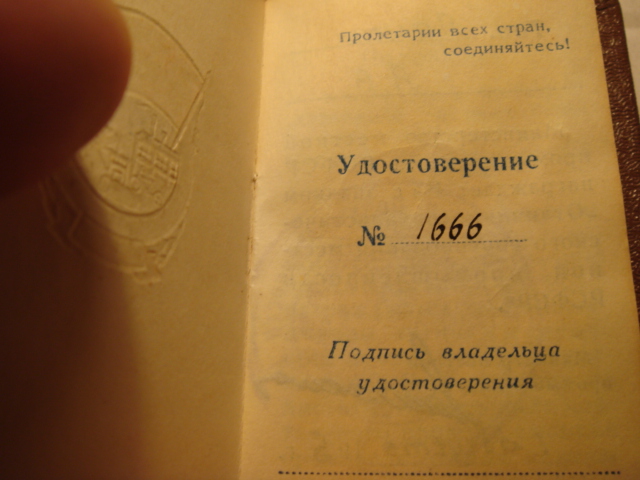 Пролетарии всех стран,
соединяйтесь!
Удостоверение
№ 1666
Подпись владельца
удостоверения